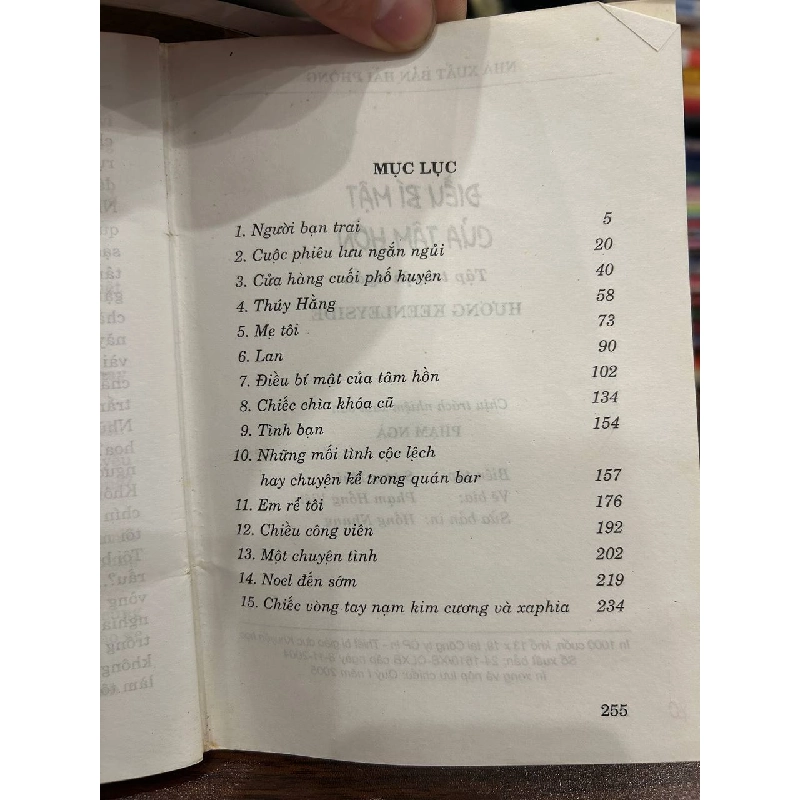 MỤC LỤC
1. Người bạn trai 5
2. Cuộc phiêu lưu ngắn ngủi 20
3. Cửa hàng cuối phố huyện 40
4. Thúy Hằng 58
5. Mẹ tôi 73
6. Lan 90
7. Điều bí mật của tâm hồn 102
8. Chiếc chìa khóa cũ 134
9. Tình bạn 154
10. Những mối tình cộc lệch
hay chuyện kể trong quán bar 157
11. Em rể tôi 176
12. Chiều công viên 192
13. Một chuyện tình 202
14. Noel đến sớm 219
15. Chiếc vòng tay nạm kim cương và xaphia 234
255